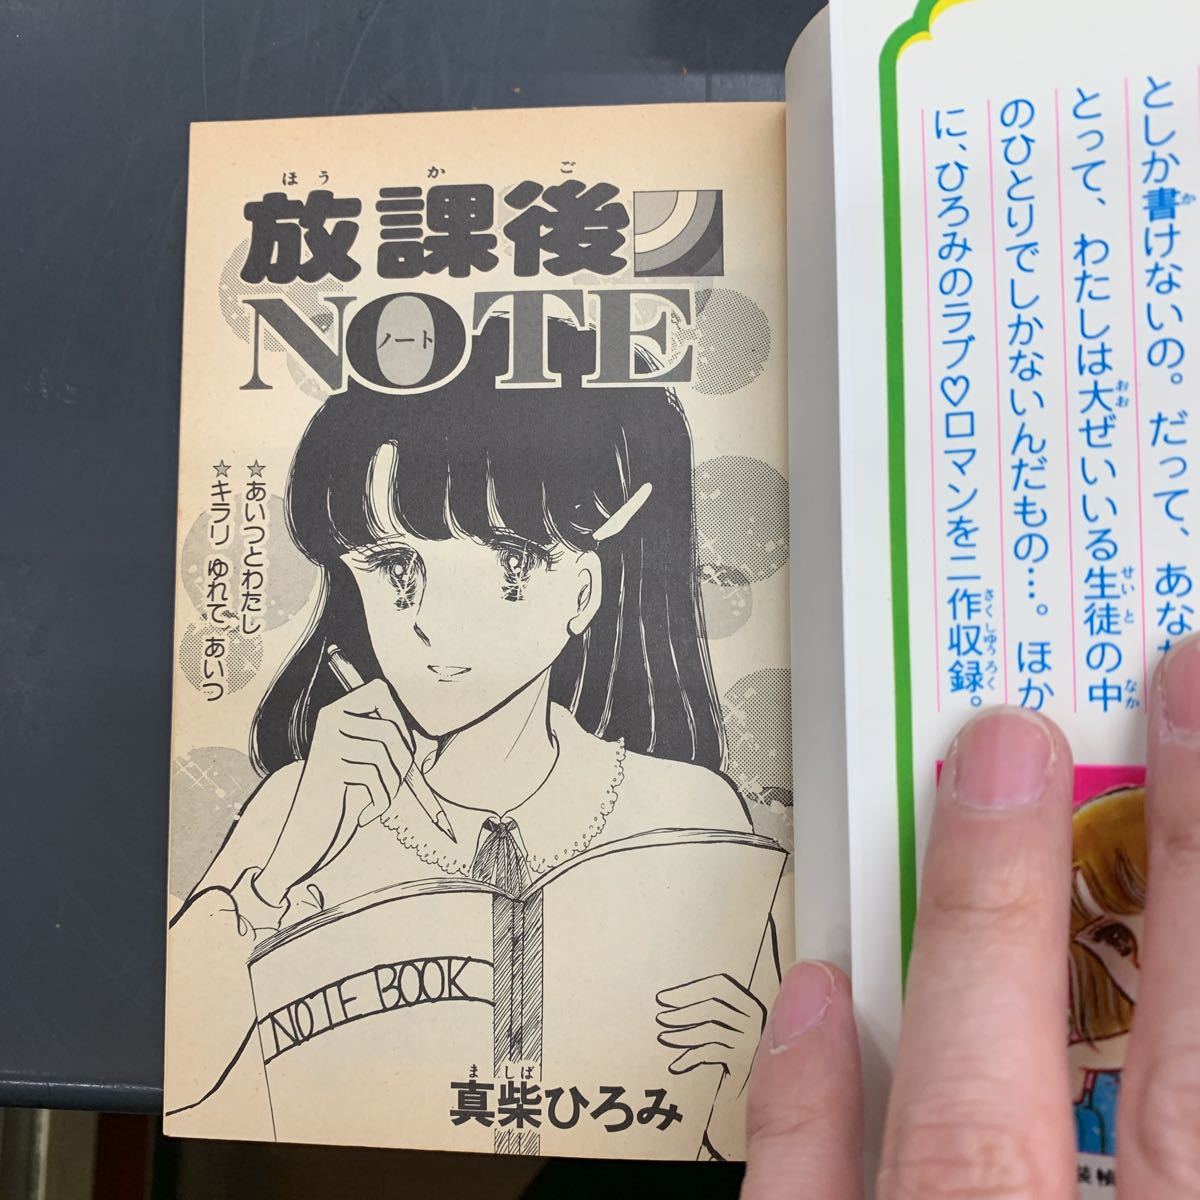 ほうかご
放課後
NOTE
ノート
☆あいつとわたし
☆キラリ ゆれて、あいつ
NOTE BOOK
ましば
真柴ひろみ
としか書けないの。だって、あな
とって、わたしは大ぜいいる生徒の中
のひとりでしかないんだもの…。ほか
に、ひろみのラブ♡ロマンを二作収録。
か
おお
せいと
なか
さくしゅうろく
装幀